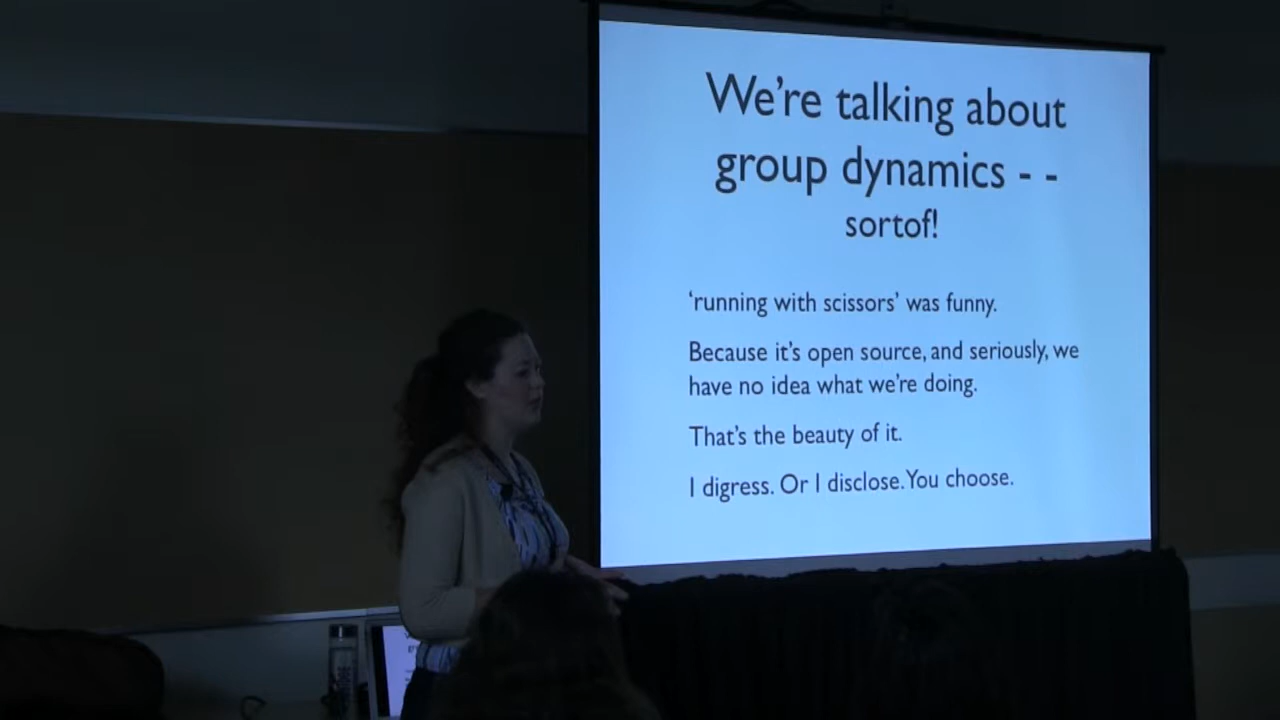 We're talking about
group dynamics - -
sortof!
'running with scissors' was funny.
Because it's open source, and seriously, we
have no idea what we're doing.
That's the beauty of it.
I digress. Or I disclose. You choose.